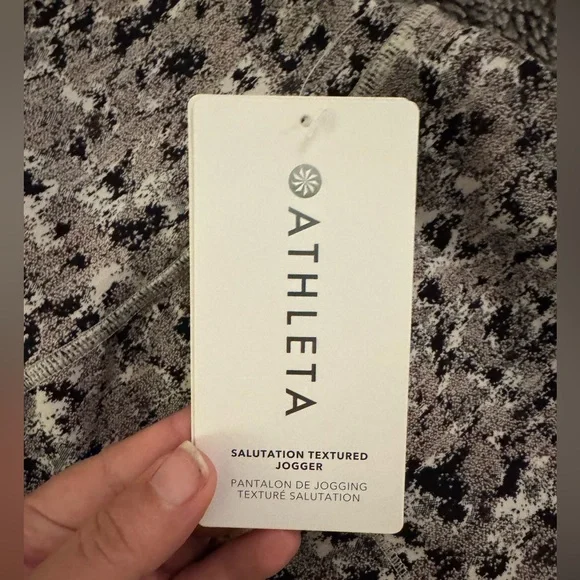 ATHLETA
SALUTATION TEXTURED
JOGGER
PANTALON DE JOGGING
TEXTURÉ SALUTATION